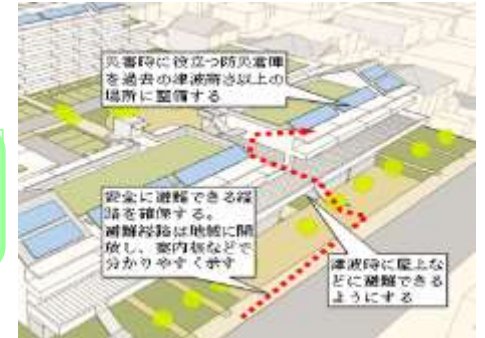 災害時に役立つ防災倉庫
を過去の津波高さ以上の
場所に整備する
安全に避難できる経
路を確保する。
避難経路は地域に開
放し、案内板などで
分かりやすく示す
津波時に屋上な
どに避難できる
ようにする